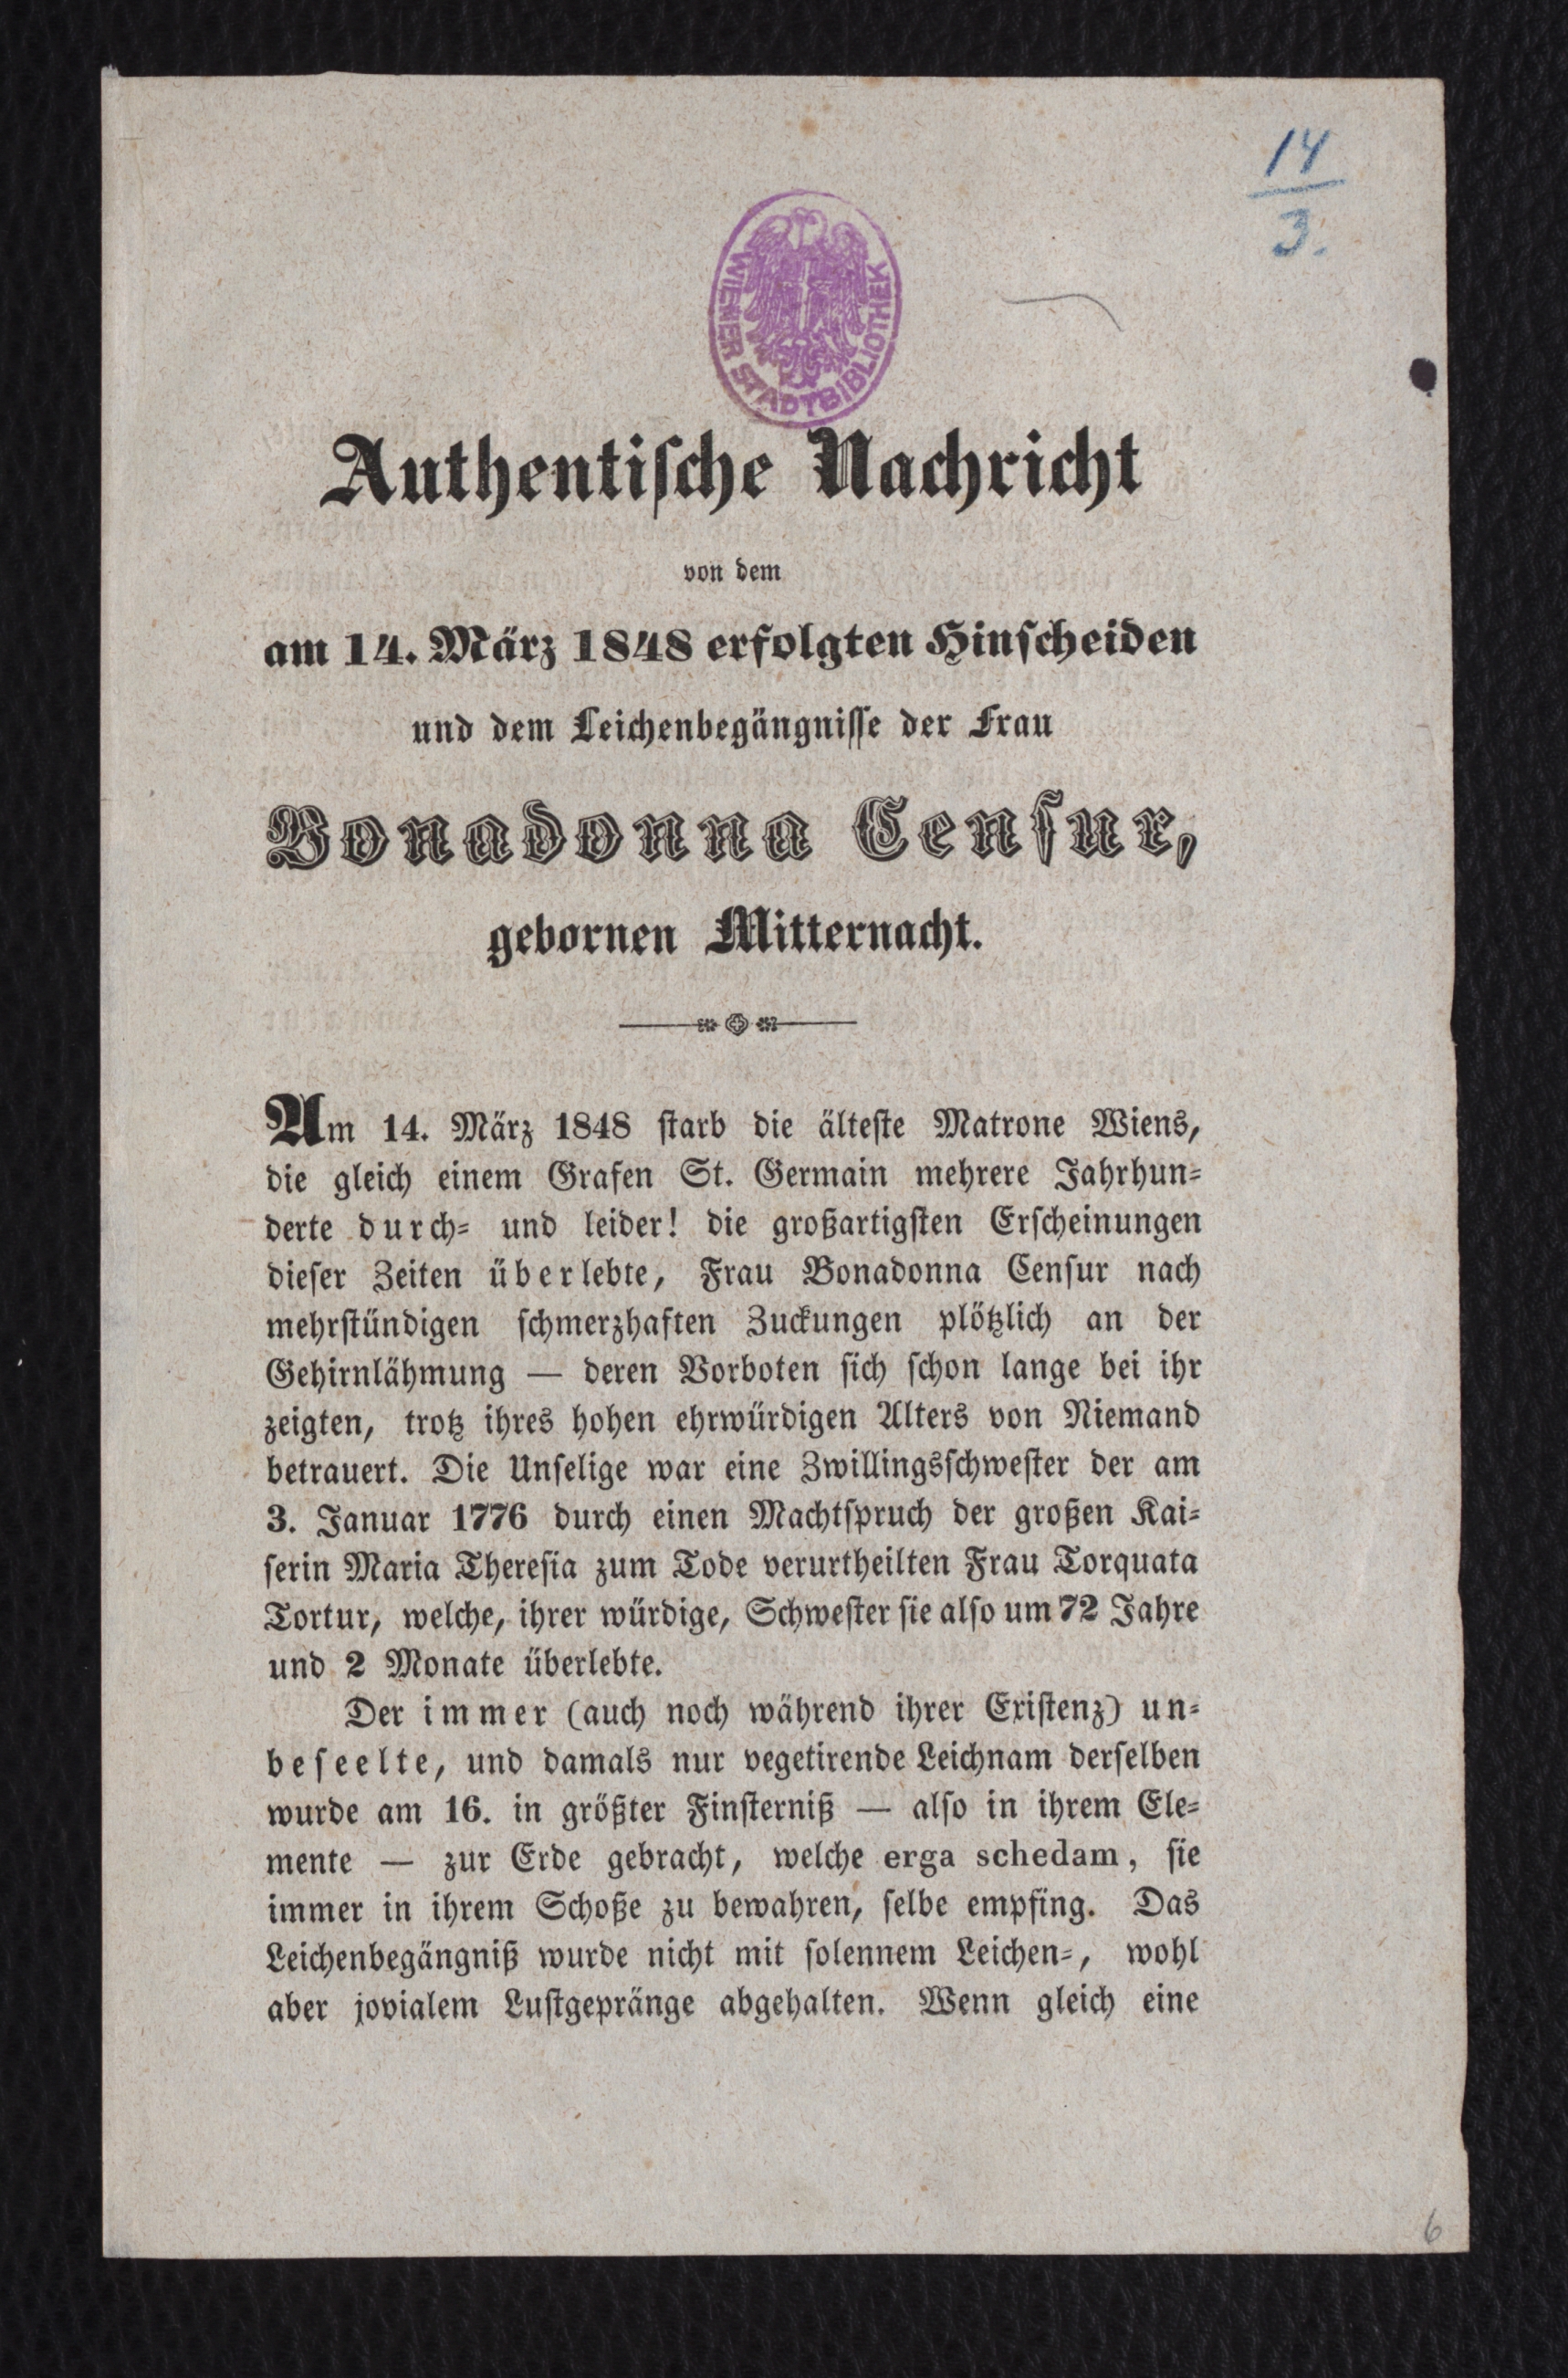 14
3.
WIENER STADTBIBLIOTHEK
Authentische Nachricht
von dem
am 14. März 1848 erfolgten Hinscheiden
und dem Leichenbegängnisse der Frau
Bonadonna Censur,
gebornen Mitternacht.
Am 14. März 1848 starb die älteste Matrone Wiens,
die gleich einem Grafen St. Germain mehrere Jahrhun-
derte durch- und leider! die großartigsten Erscheinungen
dieser Zeiten überlebte, Frau Bonadonna Censur nach
mehrstündigen schmerzhaften Zuckungen plötzlich an der
Gehirnlähmung — deren Vorboten sich schon lange bei ihr
zeigten, trotz ihres hohen ehrwürdigen Alters von Niemand
betrauert. Die Unselige war eine Zwillingsschwester der am
3. Januar 1776 durch einen Machtspruch der großen Kai-
serin Maria Theresia zum Tode verurtheilten Frau Torquata
Tortur, welche, ihrer würdige, Schwester sie also um 72 Jahre
und 2 Monate überlebte.
Der immer (auch noch während ihrer Existenz) un-
beseelte, und damals nur vegetirende Leichnam derselben
wurde am 16. in größter Finsterniß — also in ihrem Ele-
mente — zur Erde gebracht, welche erga schedam, sie
immer in ihrem Schoße zu bewahren, selbe empfing. Das
Leichenbegängniß wurde nicht mit solennem Leichen-, wohl
aber jovialem Lustgepränge abgehalten. Wenn gleich eine
6